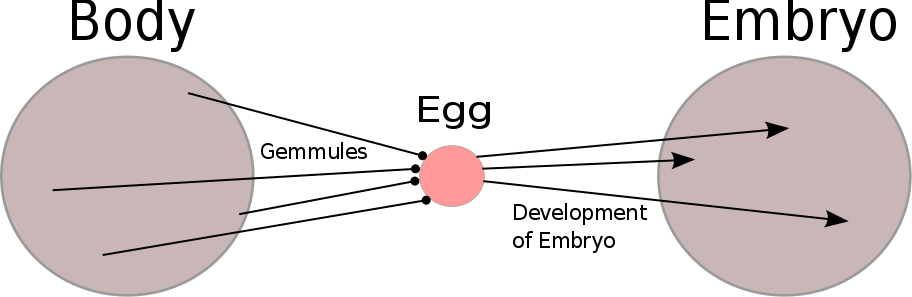 Body
Embryo
Egg
Gemmules
Development
of Embryo